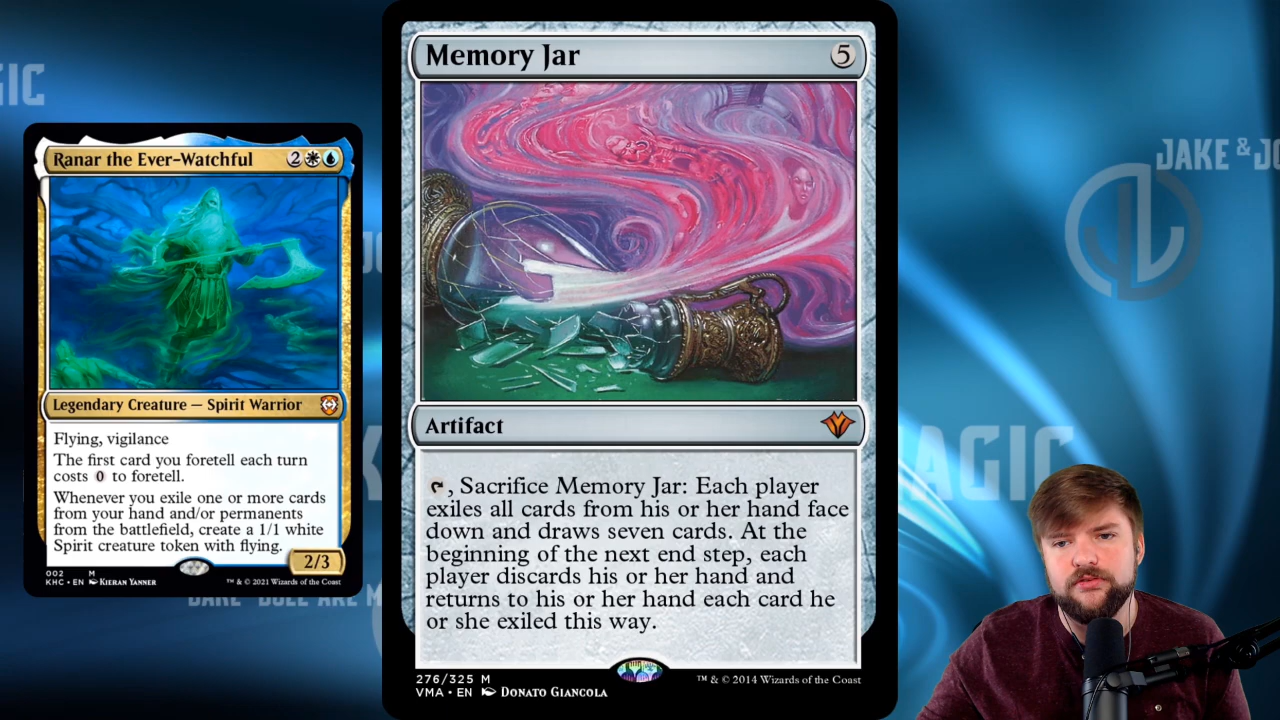 GIC
JAKE & JO
AGIC
Ranar the Ever-Watchful 2
Legendary Creature — Spirit Warrior
Flying, vigilance
The first card you foretell each turn
costs 0 to foretell.
Whenever you exile one or more cards
from your hand and/or permanents
from the battlefield, create a 1/1 white
Spirit creature token with flying.
2/3
002 M
KHC • EN Kieran Yanner
™ & © 2021 Wizards of the Coast
Memory Jar 5
Artifact
, Sacrifice Memory Jar: Each player
exiles all cards from his or her hand face
down and draws seven cards. At the
beginning of the next end step, each
player discards his or her hand and
returns to his or her hand each card he
or she exiled this way.
276/325 M
VMA • EN Donato Giancola
™ & © 2014 Wizards of the Coast